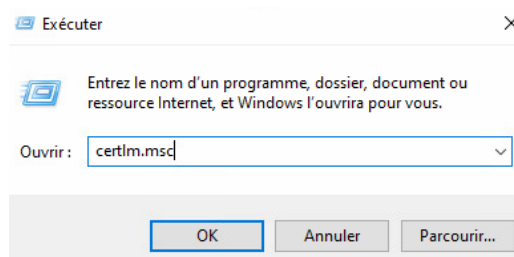 Exécuter
Entrez le nom d'un programme, dossier, document ou
ressource Internet, et Windows l'ouvrira pour vous.
Ouvrir : certlm.msc
OK Annuler Parcourir...